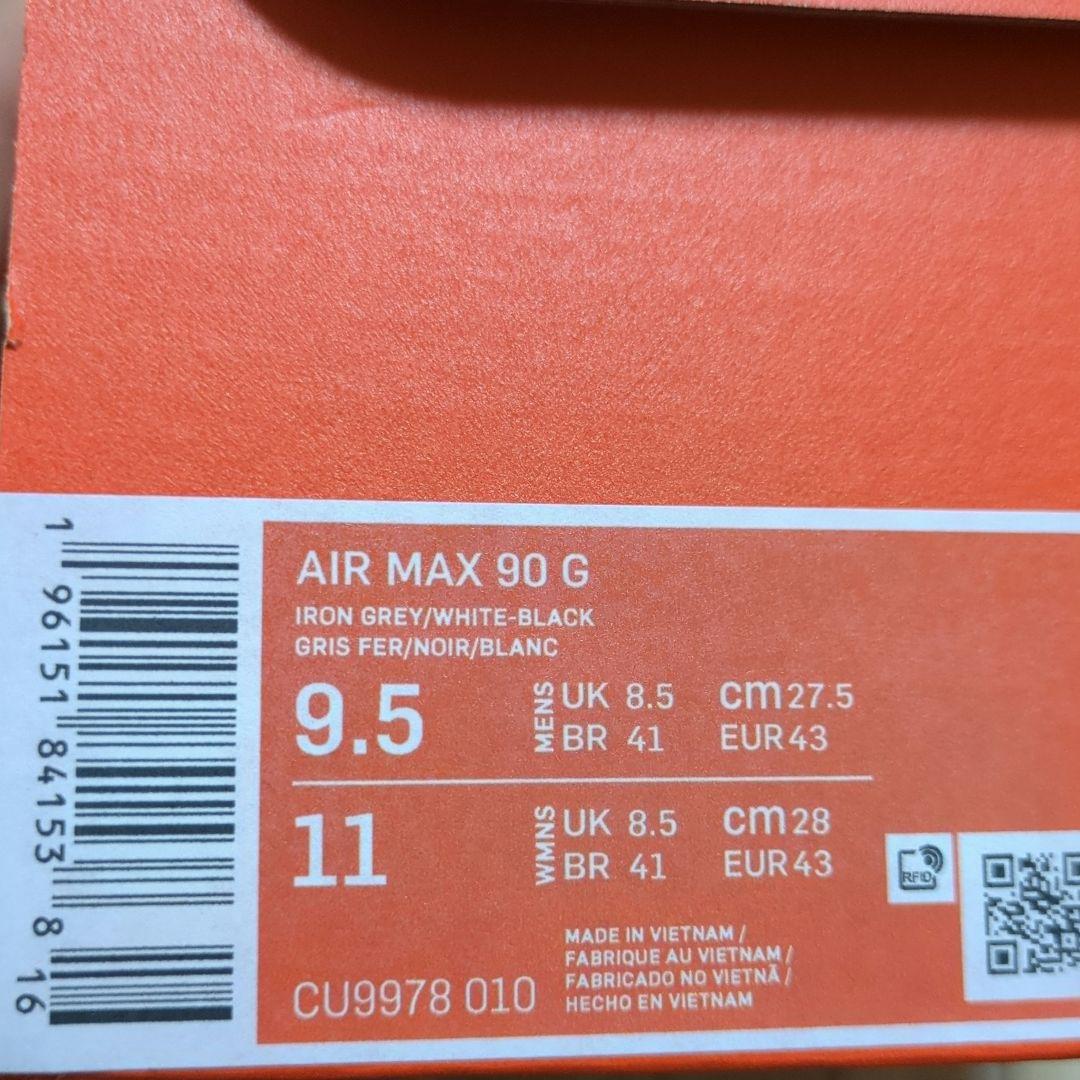 AIR MAX 90 G
IRON GREY/WHITE-BLACK
GRIS FER/NOIR/BLANC
9.5
MENS
UK 8.5 cm 27.5
BR 41 EUR 43
11
WMNS
UK 8.5 cm 28
BR 41 EUR 43
RFID
CU9978 010
MADE IN VIETNAM /
FABRIQUE AU VIETNAM /
FABRICADO NO VIETNÃ /
HECHO EN VIETNAM
1 96151 84153 8
16